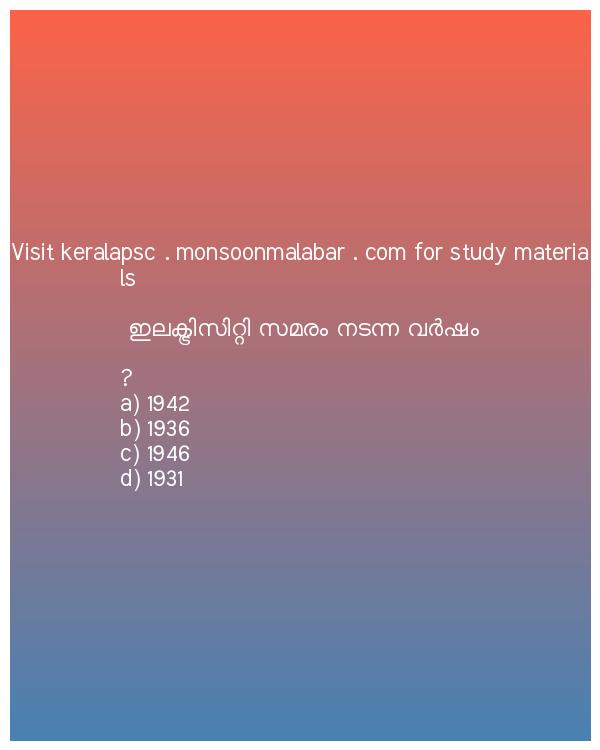 Visit keralapsc . monsoonmalabar . com for study materia
ls
ഇലക്ട്രിസിറ്റി സമരം നടന്ന വർഷം
?
a) 1942
b) 1936
c) 1946
d) 1931